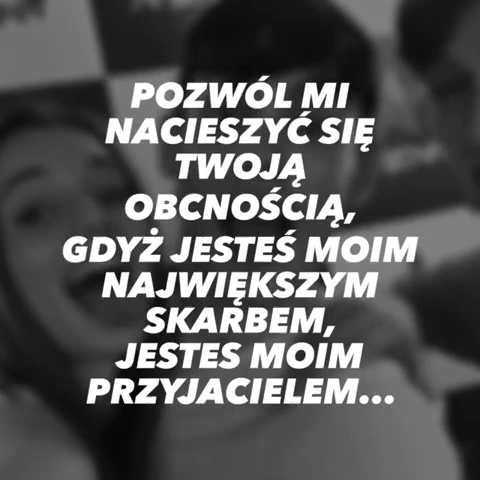 POZWÓL MI
NACIESZYĆ SIĘ
TWOJĄ
OBCNOŚCIĄ,
GDYŻ JESTEŚ MOIM
NAJWIĘKSZYM
SKARBEM,
JESTES MOIM
PRZYJACIELEM...